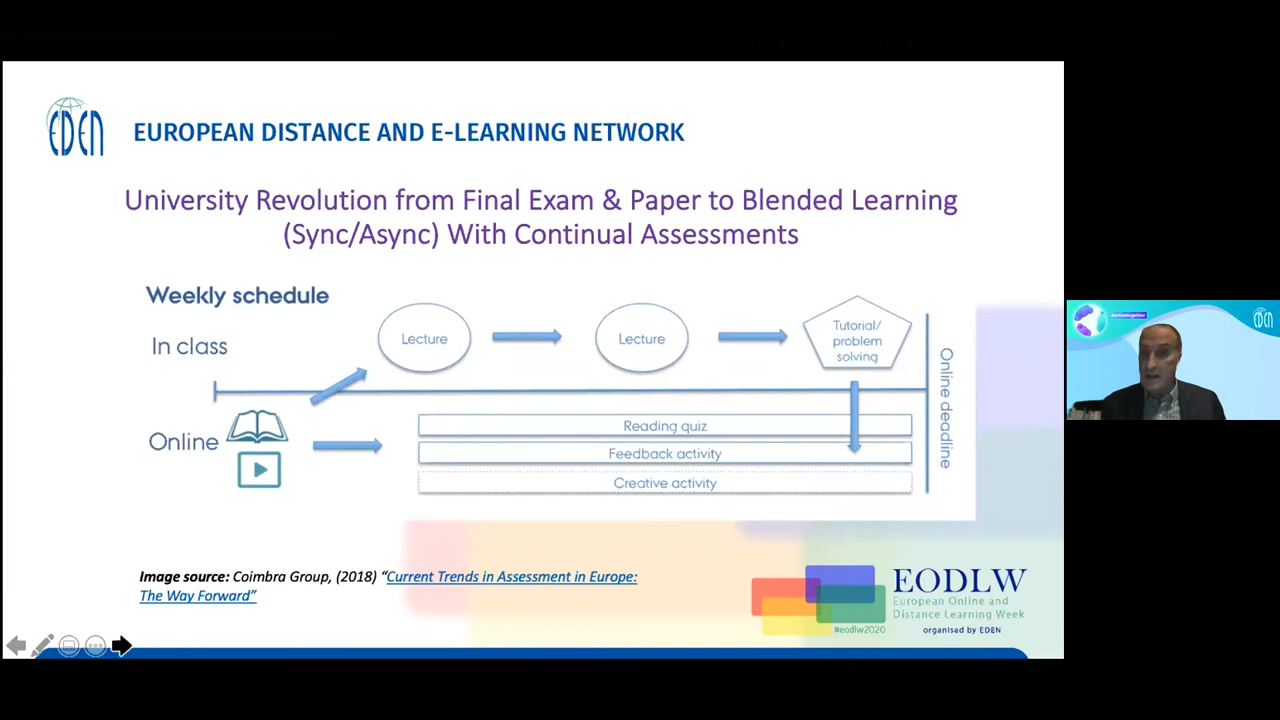 EDEN
EUROPEAN DISTANCE AND E-LEARNING NETWORK
University Revolution from Final Exam & Paper to Blended Learning
(Sync/Async) With Continual Assessments
Weekly schedule
In class
Lecture
Lecture
Tutorial/
problem
solving
Online deadline
Online
Reading quiz
Feedback activity
Creative activity
Image source: Coimbra Group, (2018) “Current Trends in Assessment in Europe:
The Way Forward”
EODLW
European Online and
Distance Learning Week
#eodlw2020
organised by EDEN
EDEN